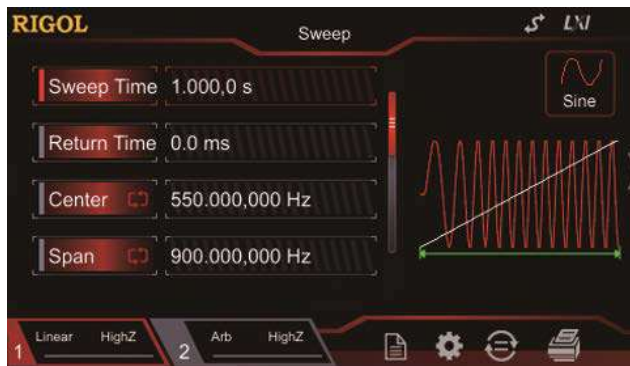 RIGOL
Sweep
LXI
Sweep Time 1.000,0 s
Sine
Return Time 0.0 ms
Center 550.000,000 Hz
Span 900.000,000 Hz
1 Linear HighZ
2 Arb HighZ